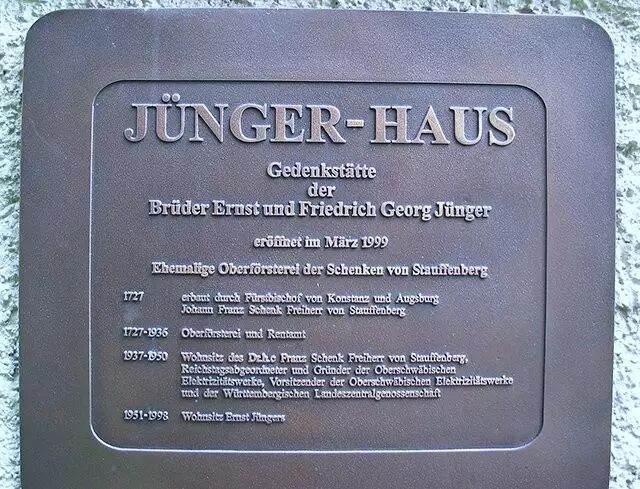 JÜNGER-HAUS
Gedenkstätte
der
Brüder Ernst und Friedrich Georg Jünger
eröffnet im März 1999
Ehemalige Oberförsterei der Schenken von Stauffenberg
1727 erbaut durch Fürstbischof von Konstanz und Augsburg
Johann Franz Schenk Freiherr von Stauffenberg
1727-1936 Oberförsterei und Rentamt
1937-1950 Wohnsitz des Dr.h.c Franz Schenk Freiherr von Stauffenberg,
Reichstagsabgeordneter und Gründer der Oberschwäbischen
Elektrizitätswerke, Vorsitzender der Oberschwäbischen Elektrizitätswerke
und der Württembergischen Landeszentralgenossenschaft
1951-1998 Wohnsitz Ernst Jüngers